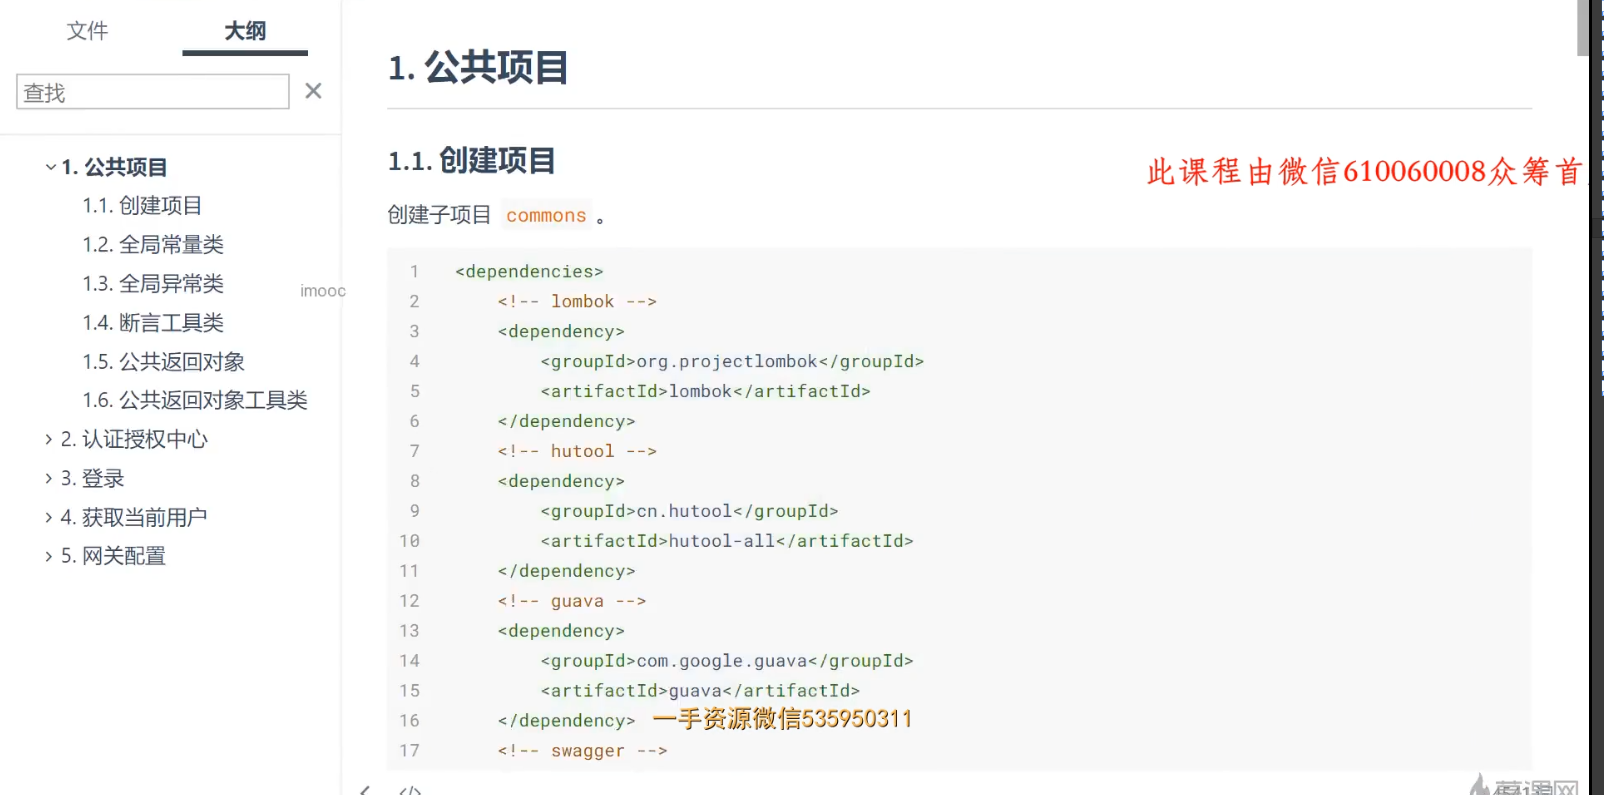 文件 大纲
查找
1. 公共项目
1.1. 创建项目
1.2. 全局常量类
1.3. 全局异常类
1.4. 断言工具类
1.5. 公共返回对象
1.6. 公共返回对象工具类
2. 认证授权中心
3. 登录
4. 获取当前用户
5. 网关配置
imooc
1. 公共项目
1.1. 创建项目
此课程由微信610060008众筹首
创建子项目 commons 。
1 <dependencies>
2 <!-- lombok -->
3 <dependency>
4 <groupId>org.projectlombok</groupId>
5 <artifactId>lombok</artifactId>
6 </dependency>
7 <!-- hutool -->
8 <dependency>
9 <groupId>cn.hutool</groupId>
10 <artifactId>hutool-all</artifactId>
11 </dependency>
12 <!-- guava -->
13 <dependency>
14 <groupId>com.google.guava</groupId>
15 <artifactId>guava</artifactId>
16 </dependency>
一手资源微信535950311
17 <!-- swagger -->